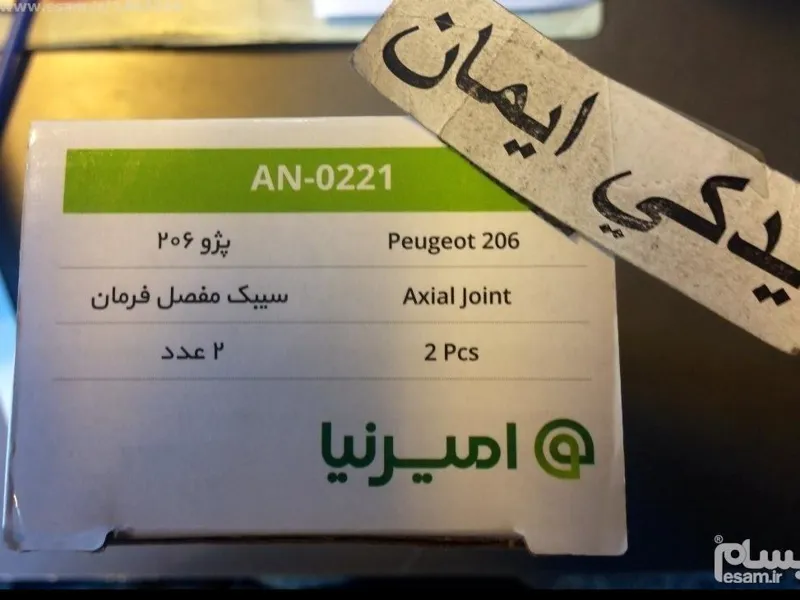 یدکی ایمان
AN-0221
پژو ۲۰۶ Peugeot 206
سیبک مفصل فرمان Axial Joint
۲ عدد 2 Pcs
امیرنیا
esam.ir